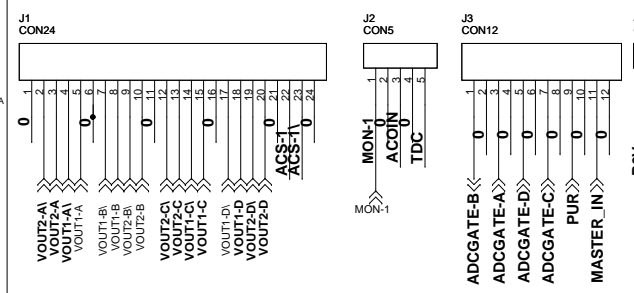 J1
CON24
J2
CON5
J3
CON12
1 2 3 4 5 6 7 8 9 10 11 12 13 14 15 16 17 18 19 20 21 22 23 24
1 2 3 4 5
1 2 3 4 5 6 7 8 9 10 11 12
A
0 0 0 0 0 0
ACS-1
ACS-1\
VOUT2-A\
VOUT2-A
VOUT1-A\
VOUT1-A
VOUT1-B\
VOUT1-B
VOUT2-B\
VOUT2-B
VOUT2-C\
VOUT2-C
VOUT1-C\
VOUT1-C
VOUT1-D\
VOUT1-D
VOUT2-D\
VOUT2-D
MON-1
0
ACOIN
0
TDC
MON-1
0 0 0 0 0 0
ADCGATE-B
ADCGATE-A
ADCGATE-D
ADCGATE-C
PUR
MASTER_IN